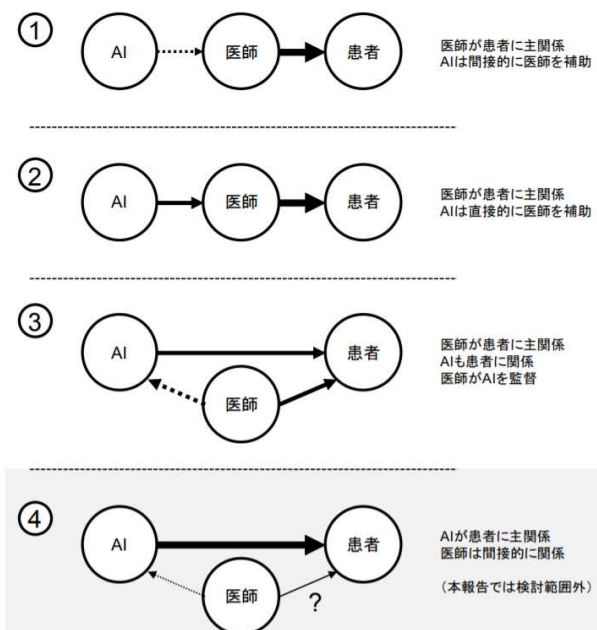 ①
AI
医師
患者
医師が患者に主関係
AIは間接的に医師を補助
②
AI
医師
患者
医師が患者に主関係
AIは直接的に医師を補助
③
AI
患者
医師
医師が患者に主関係
AIも患者に関係
医師がAIを監督
④
AI
患者
医師
?
AIが患者に主関係
医師は間接的に関係
（本報告では検討範囲外）